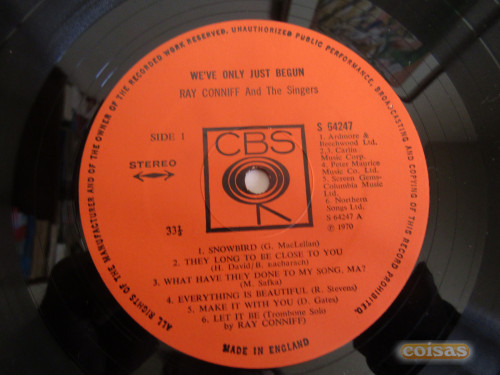 ALL RIGHTS OF THE MANUFACTURER AND OF THE OWNER OF THE RECORDED WORK RESERVED. UNAUTHORIZED PUBLIC PERFORMANCE, BROADCASTING AND COPYING OF THIS RECORD PROHIBITED.
WE'VE ONLY JUST BEGUN
RAY CONNIFF And The Singers
SIDE 1
STEREO
33⅓
CBS
S 64247
1. Ardmore &
Beechwood Ltd.
2.3. Carlin
Music Corp.
4. Peter Maurice
Music Co. Ltd.
5. Screen Gems-
Columbia Music
Ltd.
6. Northern
Songs Ltd.
S 64247 A
℗ 1970
1. SNOWBIRD (G. MacLallan)
2. THEY LONG TO BE CLOSE TO YOU
(H. David/B. Bacharach)
3. WHAT HAVE THEY DONE TO MY SONG, MA?
(M. Safka)
4. EVERYTHING IS BEAUTIFUL (R. Stevens)
5. MAKE IT WITH YOU (D. Gates)
6. LET IT BE (Trombone Solo
by RAY CONNIFF)
MADE IN ENGLAND
coisas